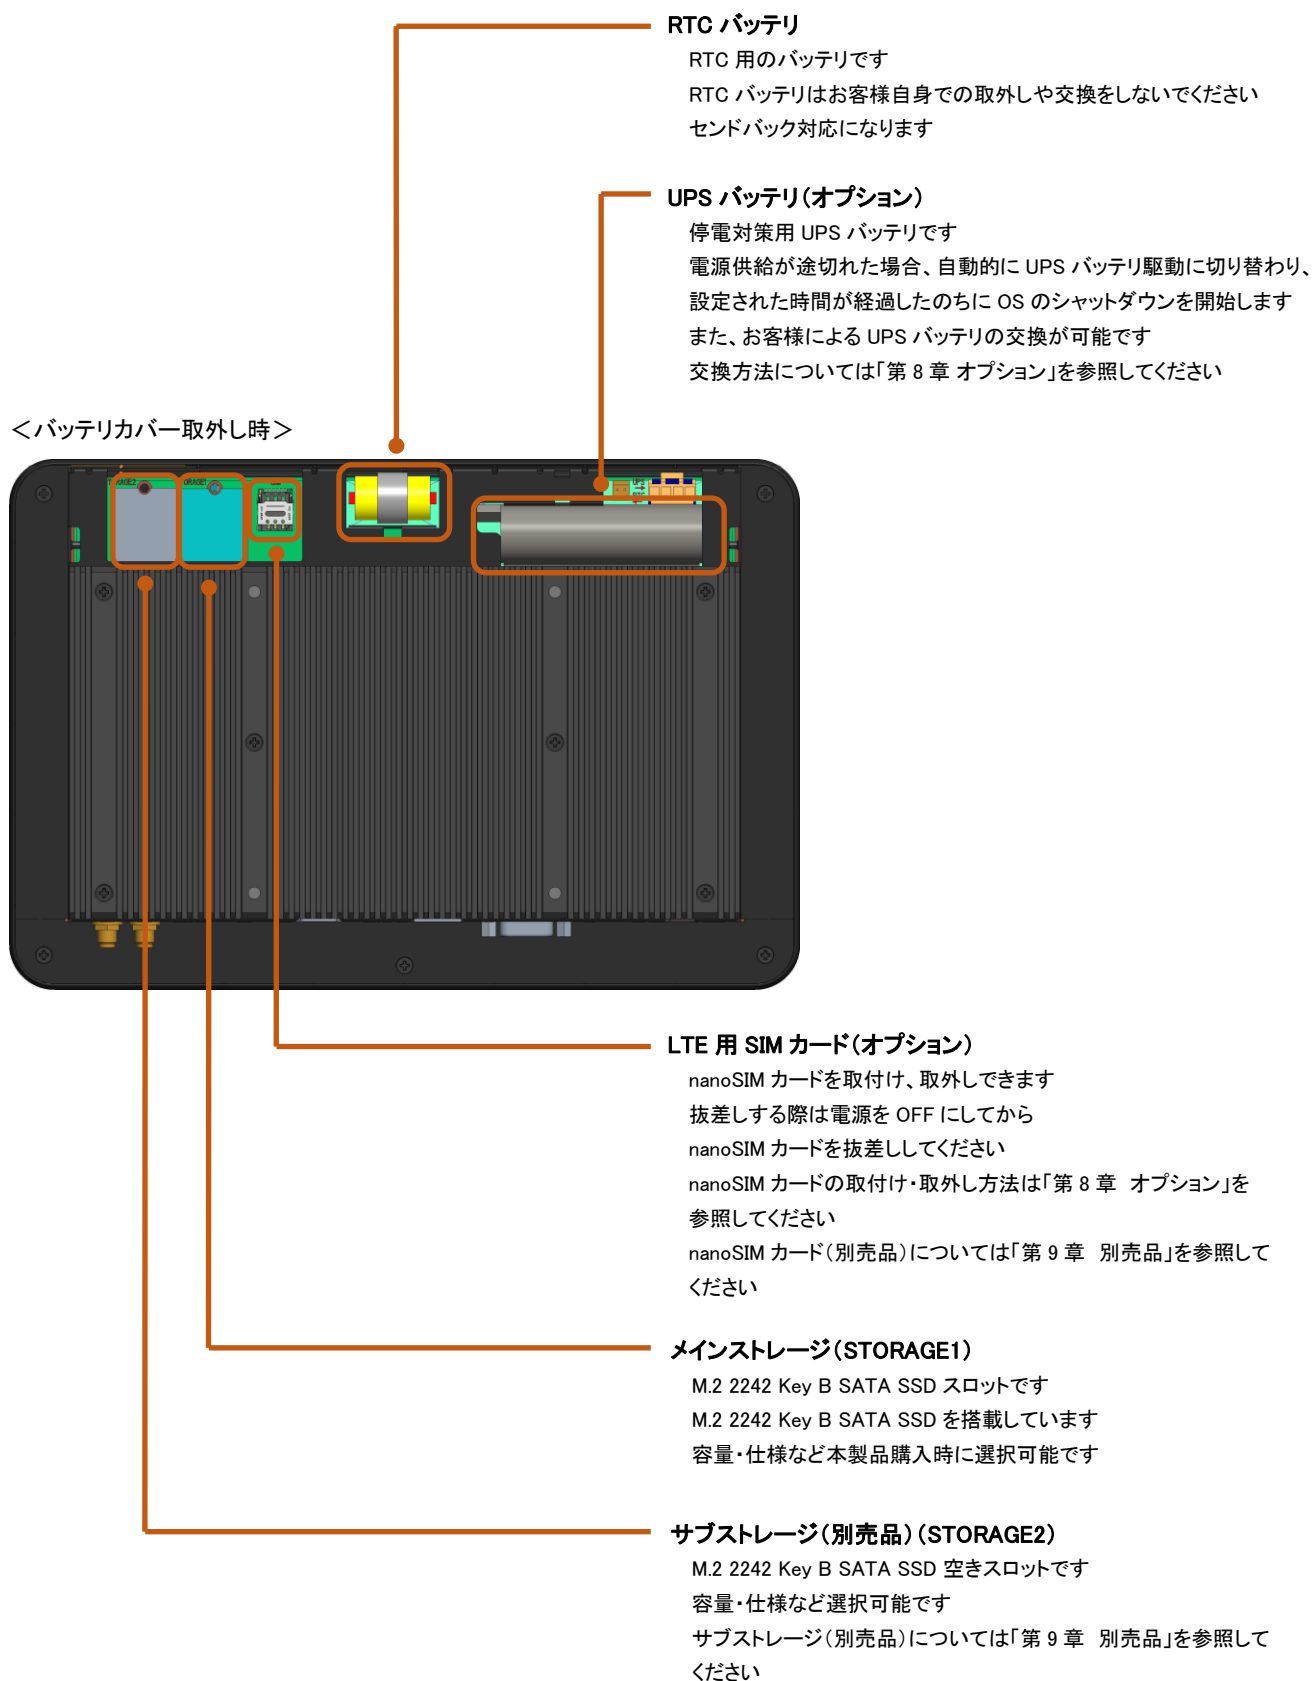 RTC バッテリ
RTC 用のバッテリです
RTC バッテリはお客様自身での取外しや交換をしないでください
センドバック対応になります
UPS バッテリ（オプション）
停電対策用 UPS バッテリです
電源供給が途切れた場合、自動的に UPS バッテリ駆動に切り替わり、
設定された時間が経過したのちに OS のシャットダウンを開始します
また、お客様による UPS バッテリの交換が可能です
交換方法については「第 8 章 オプション」を参照してください
＜バッテリカバー取外し時＞
UPS
LTE 用 SIM カード（オプション）
nanoSIM カードを取付け、取外しできます
抜差しする際は電源を OFF にしてから
nanoSIM カードを抜差ししてください
nanoSIM カードの取付け・取外し方法は「第 8 章　オプション」を
参照してください
nanoSIM カード（別売品）については「第 9 章　別売品」を参照して
ください
メインストレージ（STORAGE1）
M.2 2242 Key B SATA SSD スロットです
M.2 2242 Key B SATA SSD を搭載しています
容量・仕様など本製品購入時に選択可能です
サブストレージ（別売品）（STORAGE2）
M.2 2242 Key B SATA SSD 空きスロットです
容量・仕様など選択可能です
サブストレージ（別売品）については「第 9 章　別売品」を参照して
ください